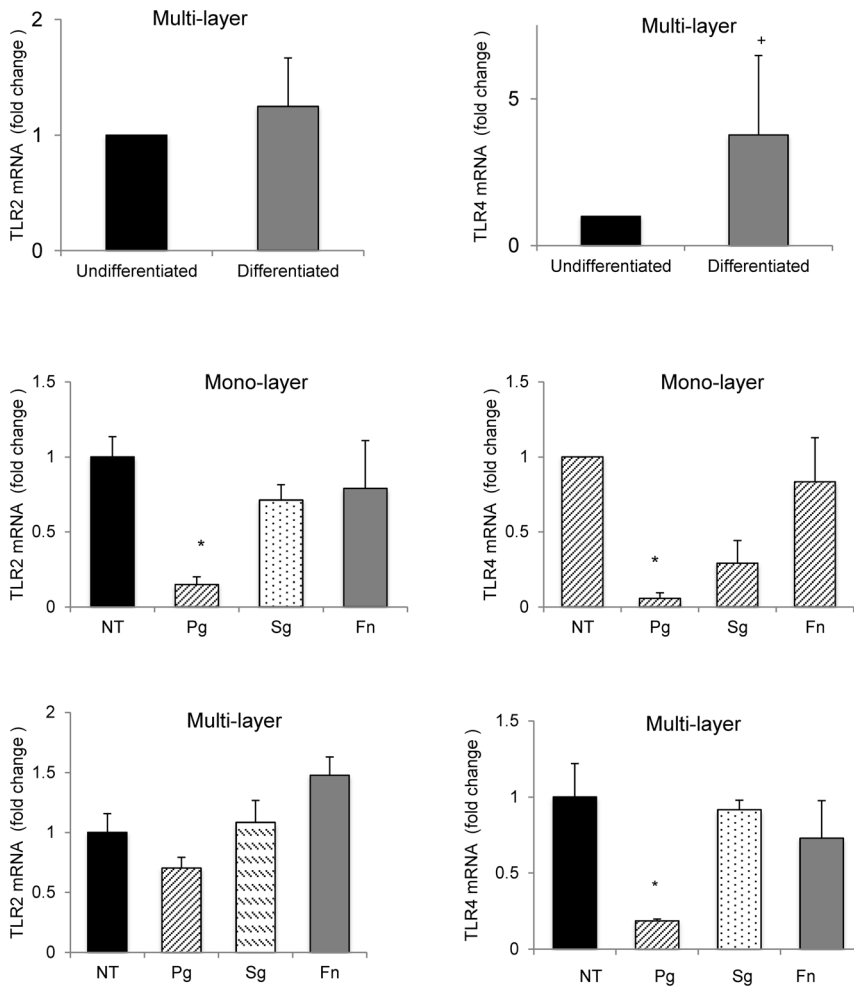 Multi-layer
TLR2 mRNA (fold change )
2
1
0
Undifferentiated Differentiated
Multi-layer
TLR4 mRNA (fold change )
5
0
+
Undifferentiated Differentiated
Mono-layer
TLR2 mRNA (fold change )
1.5
1
0.5
0
*
NT Pg Sg Fn
Mono-layer
TLR4 mRNA (fold change )
1.5
1
0.5
0
*
NT Pg Sg Fn
Multi-layer
TLR2 mRNA (fold change )
2
1.5
1
0.5
0
NT Pg Sg Fn
Multi-layer
TLR4 mRNA (fold change )
1.5
1
0.5
0
*
NT Pg Sg Fn